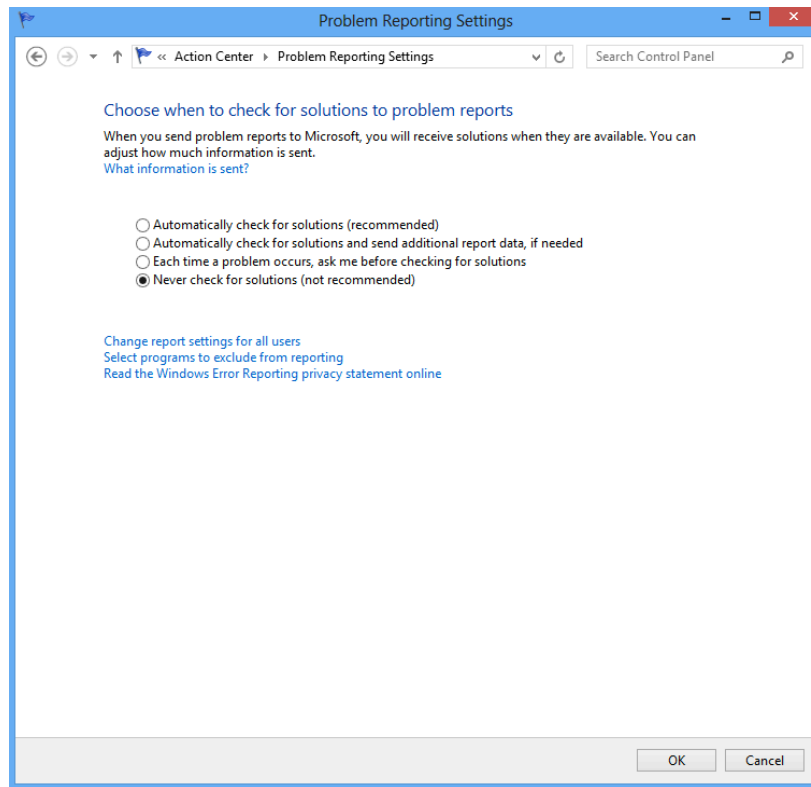 Problem Reporting Settings
« Action Center Problem Reporting Settings
Search Control Panel
Choose when to check for solutions to problem reports
When you send problem reports to Microsoft, you will receive solutions when they are available. You can
adjust how much information is sent.
What information is sent?
Automatically check for solutions (recommended)
Automatically check for solutions and send additional report data, if needed
Each time a problem occurs, ask me before checking for solutions
Never check for solutions (not recommended)
Change report settings for all users
Select programs to exclude from reporting
Read the Windows Error Reporting privacy statement online
OK Cancel